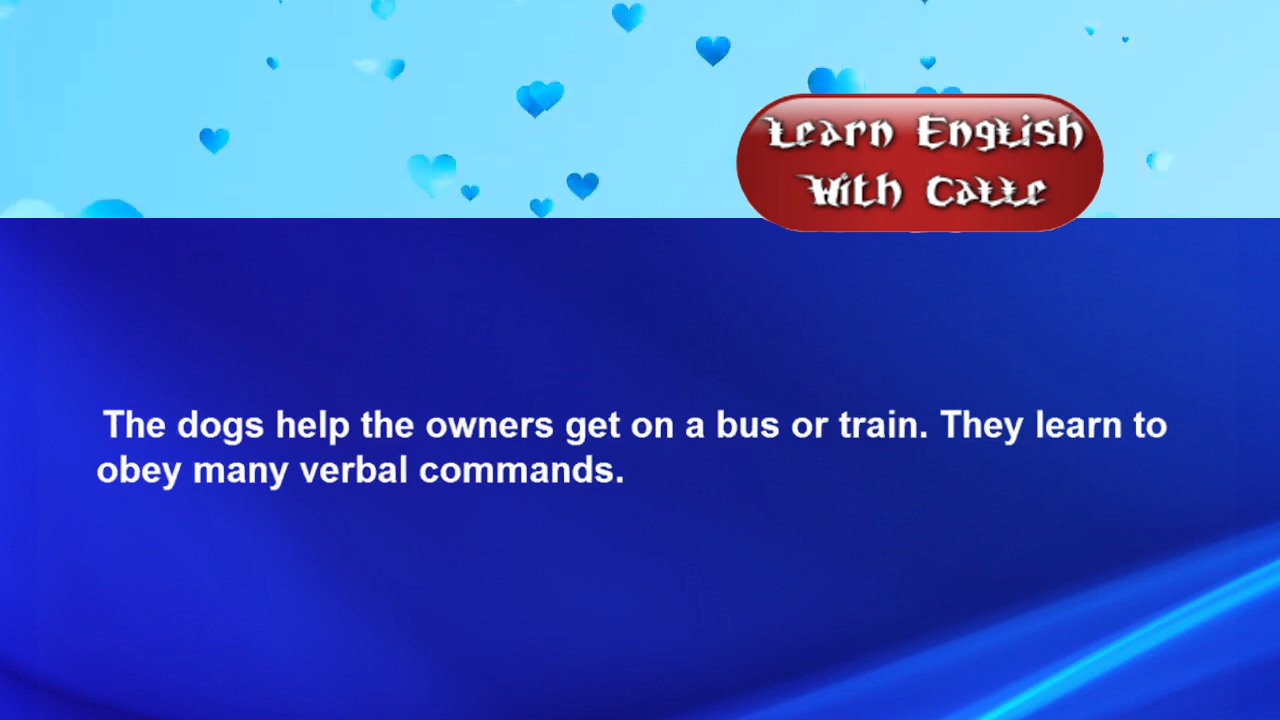 Learn English
With Catte
The dogs help the owners get on a bus or train. They learn to
obey many verbal commands.